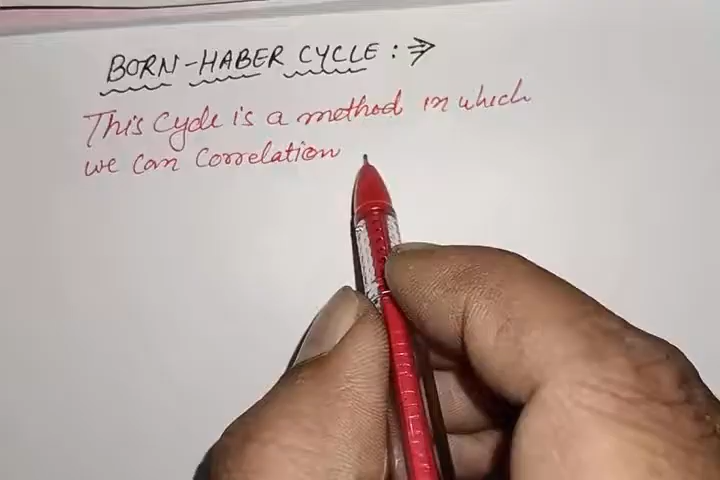 BORN-HABER CYCLE : ⇒
This Cycle is a method in which
we can Correlation